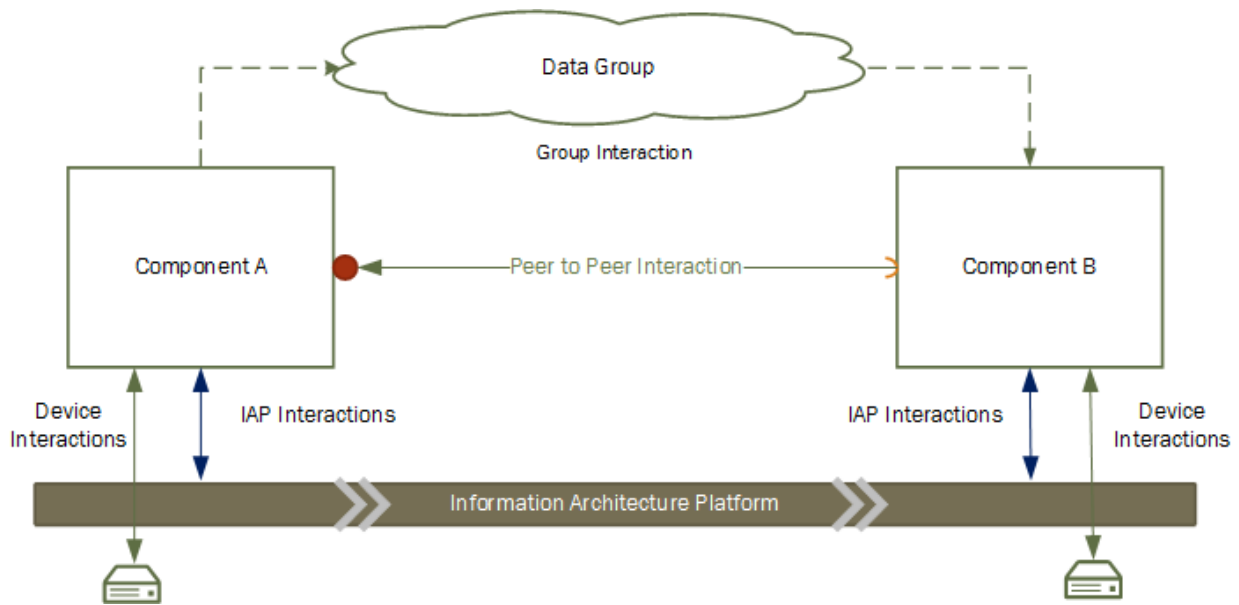 Data Group
Group Interaction
Component A
Peer to Peer Interaction
Component B
Device
Interactions
IAP Interactions
IAP Interactions
Device
Interactions
Information Architecture Platform